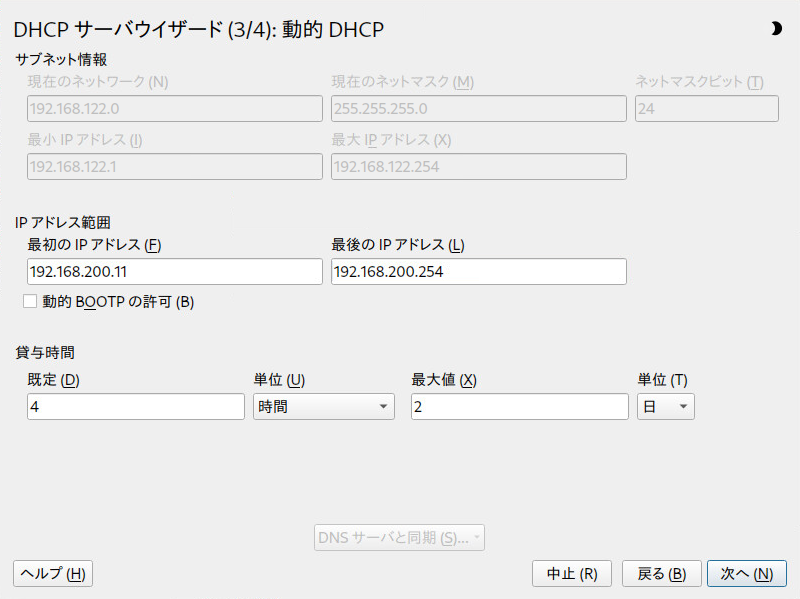 DHCP サーバウイザード (3/4): 動的 DHCP
サブネット情報
現在のネットワーク (N) 現在のネットマスク (M) ネットマスクビット (T)
192.168.122.0 255.255.255.0 24
最小 IP アドレス (I) 最大 IP アドレス (X)
192.168.122.1 192.168.122.254
IP アドレス範囲
最初の IP アドレス (F) 最後の IP アドレス (L)
192.168.200.11 192.168.200.254
動的 BOOTP の許可 (B)
貸与時間
既定 (D) 単位 (U) 最大値 (X) 単位 (T)
4 時間 2 日
DNS サーバと同期 (S)...
ヘルプ (H) 中止 (R) 戻る (B) 次へ (N)